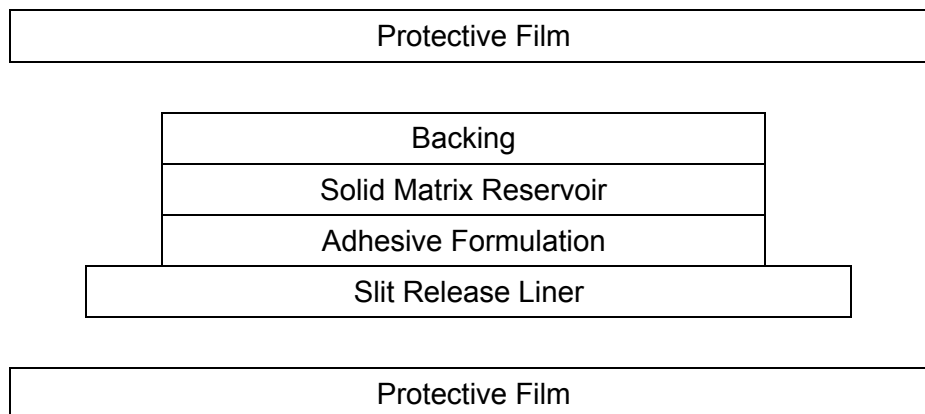 Protective Film
Backing
Solid Matrix Reservoir
Adhesive Formulation
Slit Release Liner
Protective Film